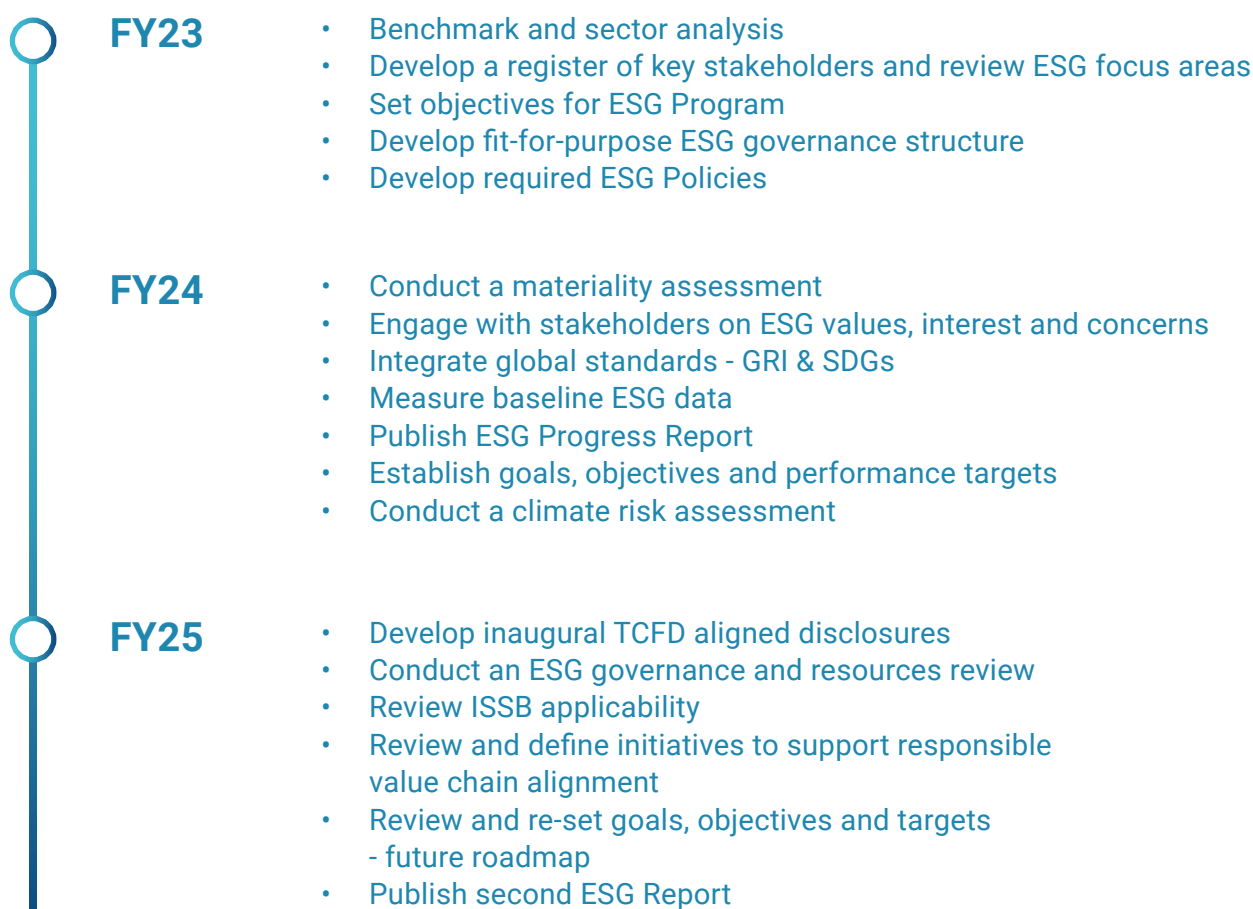 FY23
• Benchmark and sector analysis
• Develop a register of key stakeholders and review ESG focus areas
• Set objectives for ESG Program
• Develop fit-for-purpose ESG governance structure
• Develop required ESG Policies
FY24
• Conduct a materiality assessment
• Engage with stakeholders on ESG values, interest and concerns
• Integrate global standards - GRI & SDGs
• Measure baseline ESG data
• Publish ESG Progress Report
• Establish goals, objectives and performance targets
• Conduct a climate risk assessment
FY25
• Develop inaugural TCFD aligned disclosures
• Conduct an ESG governance and resources review
• Review ISSB applicability
• Review and define initiatives to support responsible
value chain alignment
• Review and re-set goals, objectives and targets
- future roadmap
• Publish second ESG Report